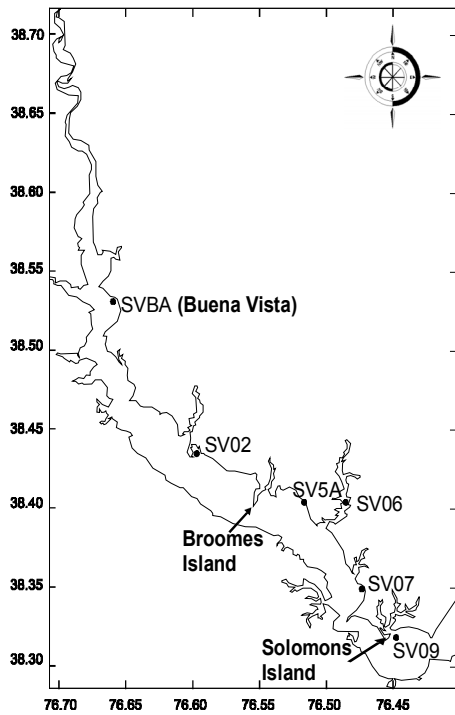 38.70
38.65
38.60
38.55
SVBA (Buena Vista)
38.50
38.45
SV02
38.40
SV5A
SV06
Broomes
Island
38.35
SV07
Solomons
Island
SV09
38.30
76.70 76.65 76.60 76.55 76.50 76.45